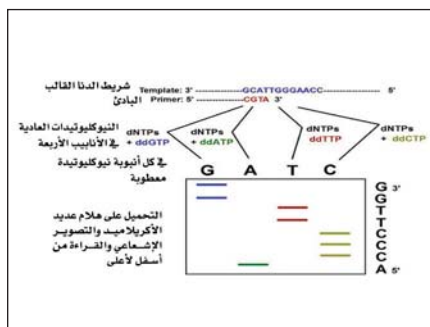 شريط الدنا القالب
Template: 3' -----------------GCATTGGGAACC----------------- 5'
البادئ
Primer: 5' ------CGTA 3'
النيوكليوتيدات العادية
في الأنابيب الأربعة
dNTPs + ddGTP
dNTPs + ddATP
dNTPs ddTTP
dNTPs + ddCTP
في كل أنبوبة نيوكليوتيدة
معطوبة
G A T C
التحميل على هلام عديد
الأكريلاميد والتصوير
الإشعاعي والقراءة من
أسفل لأعلى
G 3'
G
T
T
C
C
C
A 5'